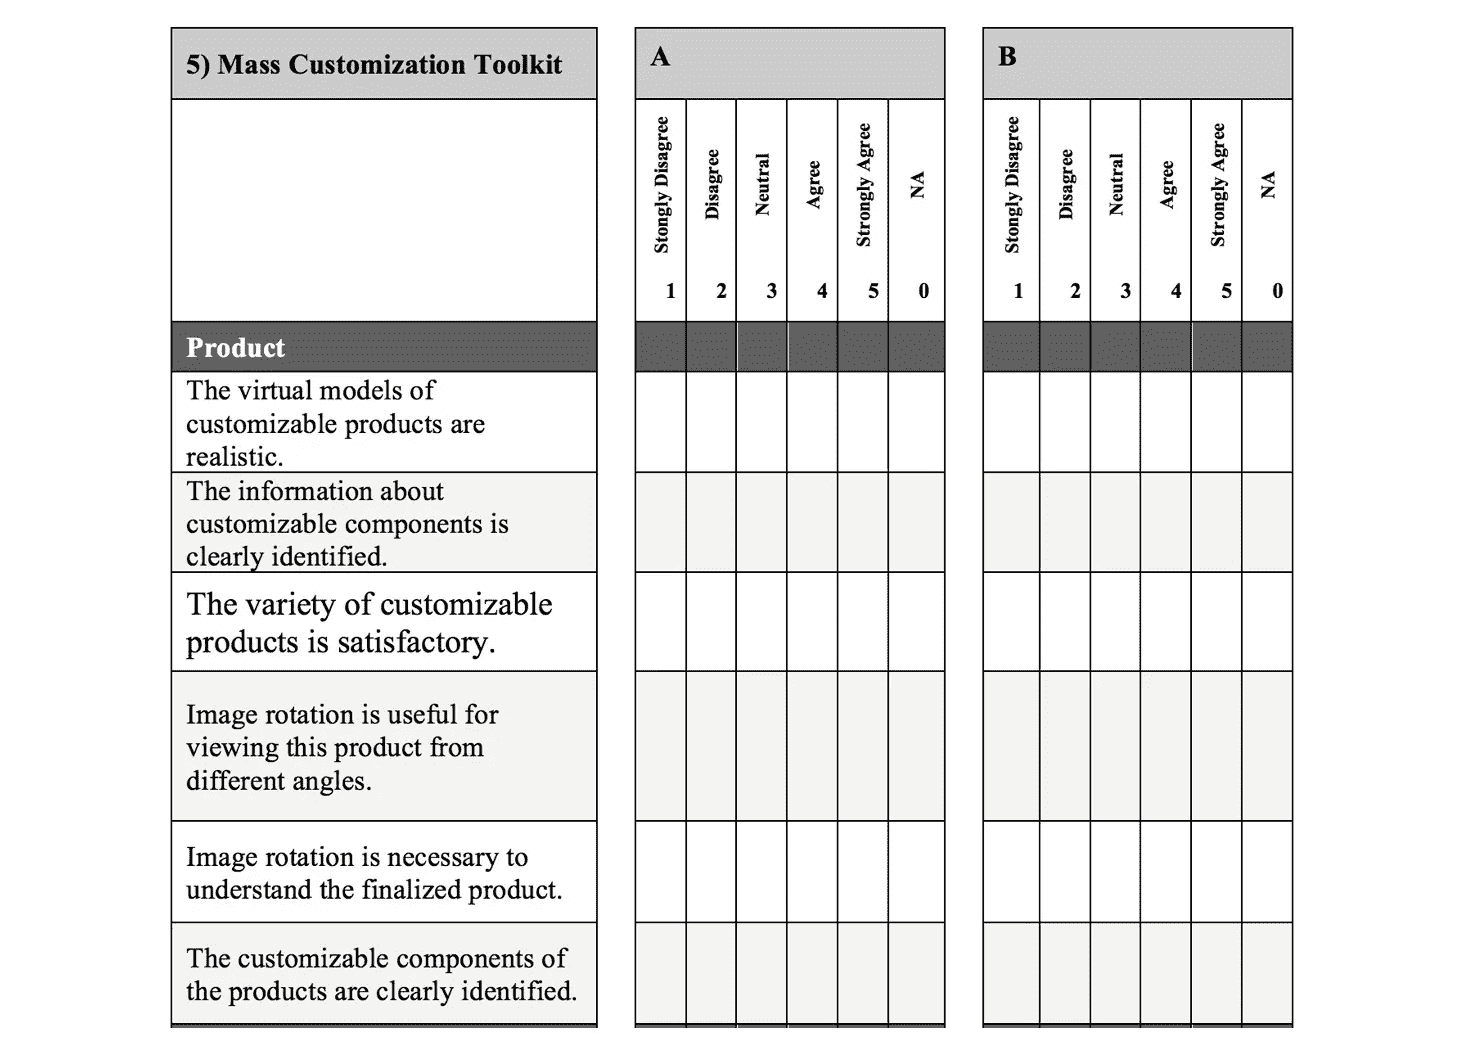 5) Mass Customization Toolkit
A
B
Stongly Disagree
Disagree
Neutral
Agree
Strongly Agree
NA
Stongly Disagree
Disagree
Neutral
Agree
Strongly Agree
NA
1 2 3 4 5 0
1 2 3 4 5 0
Product
The virtual models of
customizable products are
realistic.
The information about
customizable components is
clearly identified.
The variety of customizable
products is satisfactory.
Image rotation is useful for
viewing this product from
different angles.
Image rotation is necessary to
understand the finalized product.
The customizable components of
the products are clearly identified.